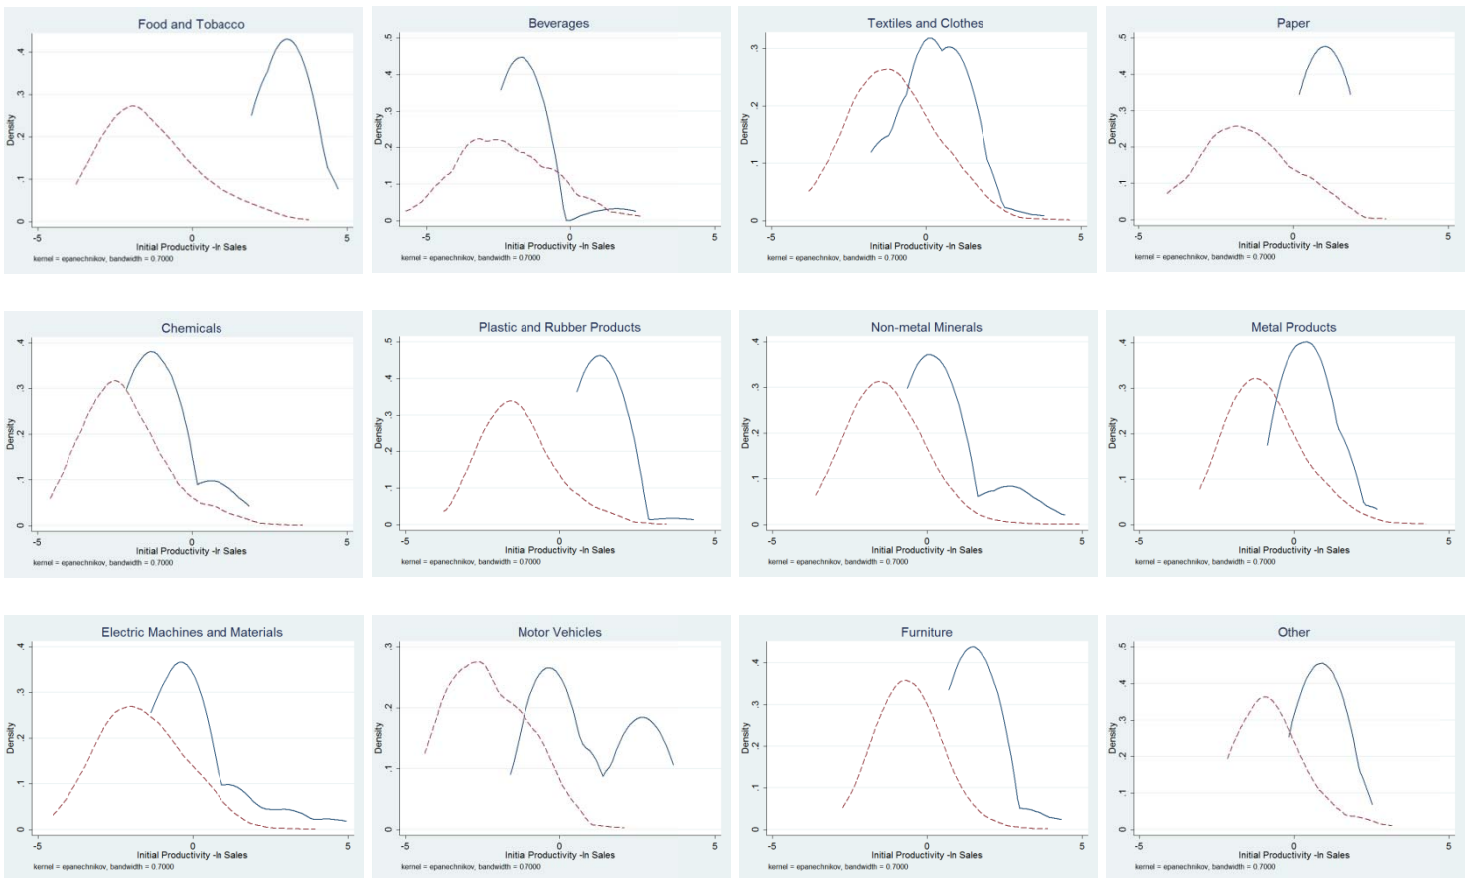 Food and Tobacco
Density
0 .1 .2 .3 .4
-5 0 5
Initial Productivity -ln Sales
kernel = epanechnikov, bandwidth = 0.7000
Beverages
Density
0 .1 .2 .3 .4 .5
-5 0 5
Initial Productivity -ln Sales
kernel = epanechnikov, bandwidth = 0.7000
Textiles and Clothes
Density
0 .1 .2 .3
-5 0 5
Initial Productivity -ln Sales
kernel = epanechnikov, bandwidth = 0.7000
Paper
Density
0 .1 .2 .3 .4 .5
-5 0 5
Initial Productivity -ln Sales
kernel = epanechnikov, bandwidth = 0.7000
Chemicals
Density
0 .1 .2 .3 .4
-5 0 5
Initial Productivity -ln Sales
kernel = epanechnikov, bandwidth = 0.7000
Plastic and Rubber Products
Density
0 .1 .2 .3 .4 .5
-5 0 5
Initial Productivity -ln Sales
kernel = epanechnikov, bandwidth = 0.7000
Non-metal Minerals
Density
0 .1 .2 .3 .4
-5 0 5
Initial Productivity -ln Sales
kernel = epanechnikov, bandwidth = 0.7000
Metal Products
Density
0 .1 .2 .3 .4
-5 0 5
Initial Productivity -ln Sales
kernel = epanechnikov, bandwidth = 0.7000
Electric Machines and Materials
Density
0 .1 .2 .3 .4
-5 0 5
Initial Productivity -ln Sales
kernel = epanechnikov, bandwidth = 0.7000
Motor Vehicles
Density
0 .1 .2 .3
-5 0 5
Initial Productivity -ln Sales
kernel = epanechnikov, bandwidth = 0.7000
Furniture
Density
0 .1 .2 .3 .4
-5 0 5
Initial Productivity -ln Sales
kernel = epanechnikov, bandwidth = 0.7000
Other
Density
0 .1 .2 .3 .4 .5
-5 0 5
Initial Productivity -ln Sales
kernel = epanechnikov, bandwidth = 0.7000